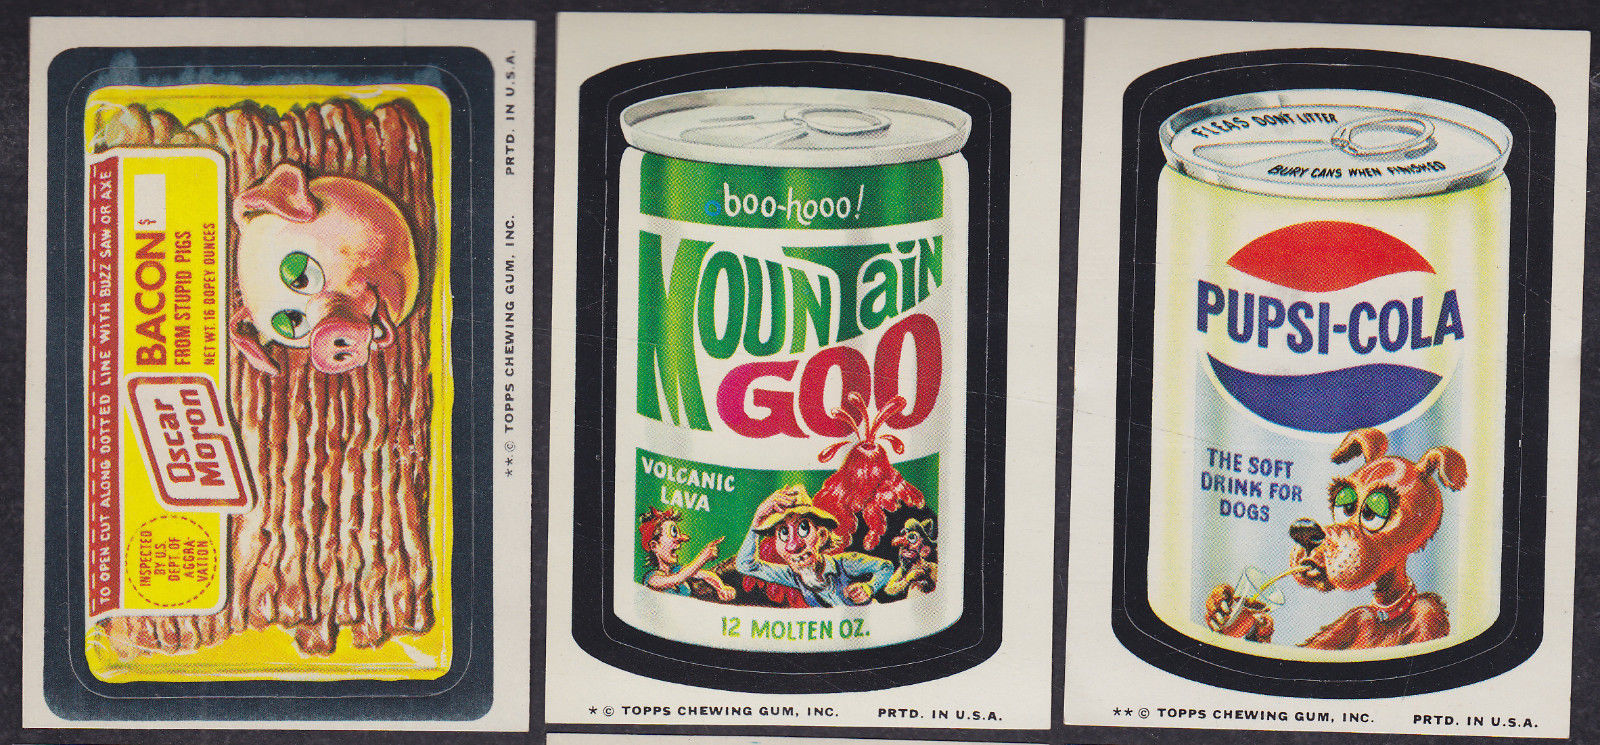 TO OPEN CUT ALONG DOTTED LINE WITH BUZZ SAW OR AXE
BACON $
FROM STUPID PIGS
NET WT. 16 DOPEY OUNCES
Oscar
Moron
INSPECTED
BY U.S.
DEPT OF
AGGRA-
VATION
**© TOPPS CHEWING GUM, INC. PRTD. IN U.S.A.
boo-hooo!
MOUNTAiN
GOO
VOLCANIC
LAVA
12 MOLTEN OZ.
*© TOPPS CHEWING GUM, INC. PRTD. IN U.S.A.
FLEAS DON'T LITTER
BURY CANS WHEN FINISHED
PUPSI-COLA
THE SOFT
DRINK FOR
DOGS
**© TOPPS CHEWING GUM, INC. PRTD. IN U.S.A.